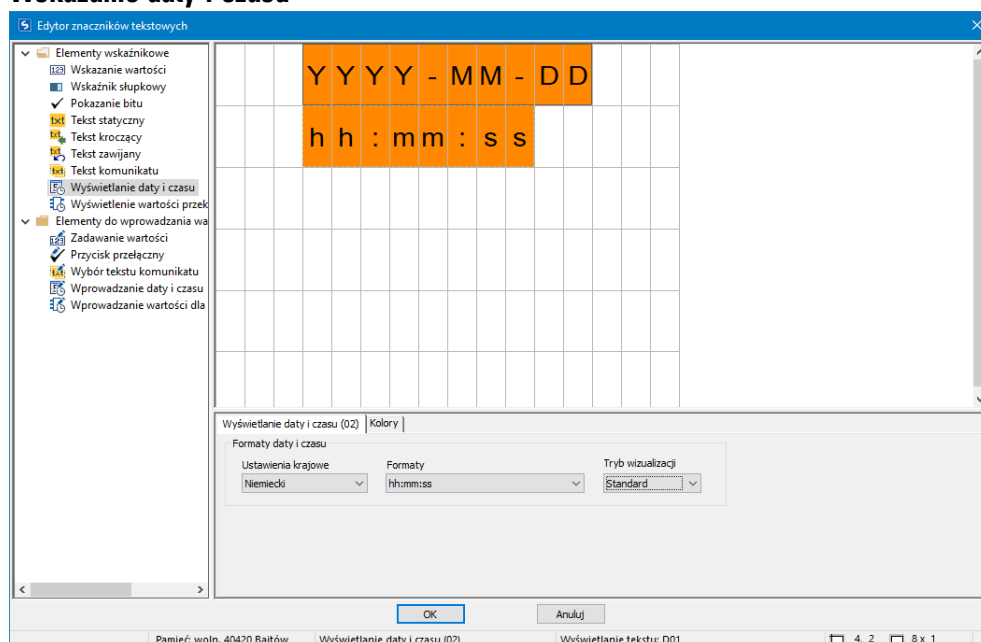 Wskazanie daty i czasu
Edytor znaczników tekstowych
Elementy wskaźnikowe
Wskazanie wartości
Wskaźnik słupkowy
Pokazanie bitu
Tekst statyczny
Tekst kroczący
Tekst zawijany
Tekst komunikatu
Wyświetlanie daty i czasu
Wyświetlenie wartości przek
Elementy do wprowadzania wa
Zadawanie wartości
Przycisk przełączny
Wybór tekstu komunikatu
Wprowadzanie daty i czasu
Wprowadzanie wartości dla
YYYY-MM-DD
hh:mm:ss
Wyświetlanie daty i czasu (02) Kolory
Formaty daty i czasu
Ustawienia krajowe Formaty Tryb wizualizacji
Niemiecki hh:mm:ss Standard
OK Anuluj
Pamięć: woln. 40420 Bajtów Wyświetlanie daty i czasu (02) Wyświetlanie tekstu: D01 4, 2 8 x 1